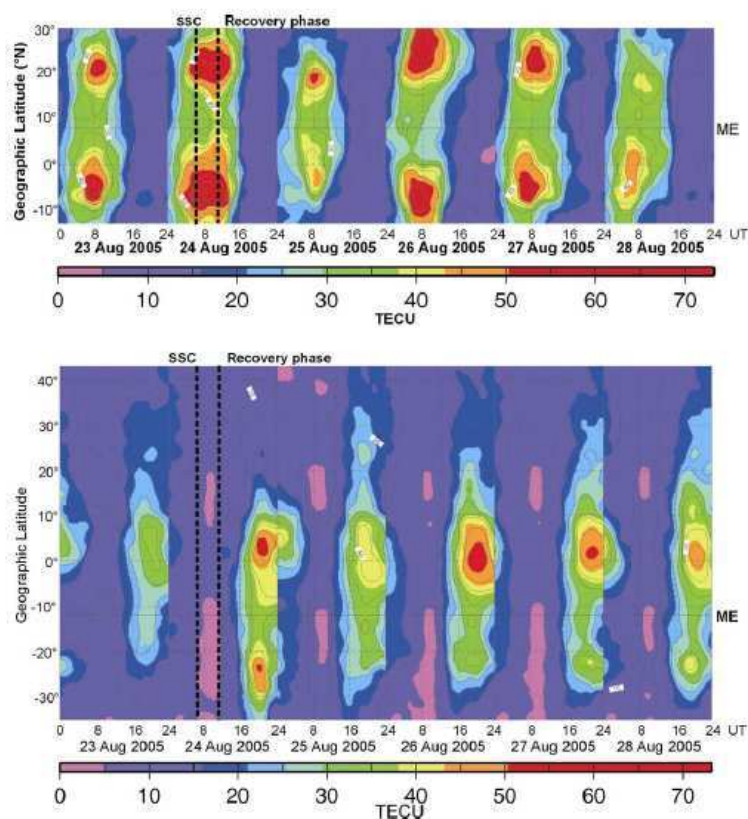 SSC Recovery phase
30°
20°
10°
0°
-10°
Geographic Latitude (°N)
ME
0 8 16 24 8 16 24 8 16 24 8 16 24 8 16 24 8 16 24 UT
23 Aug 2005 24 Aug 2005 25 Aug 2005 26 Aug 2005 27 Aug 2005 28 Aug 2005
0 10 20 30 40 50 60 70
TECU
SSC Recovery phase
40°
30°
20°
10°
0°
-10°
-20°
-30°
Geographic Latitude
ME
0 8 16 24 8 16 24 8 16 24 8 16 24 8 16 24 8 16 24 UT
23 Aug 2005 24 Aug 2005 25 Aug 2005 26 Aug 2005 27 Aug 2005 28 Aug 2005
0 10 20 30 40 50 60 70
TECU